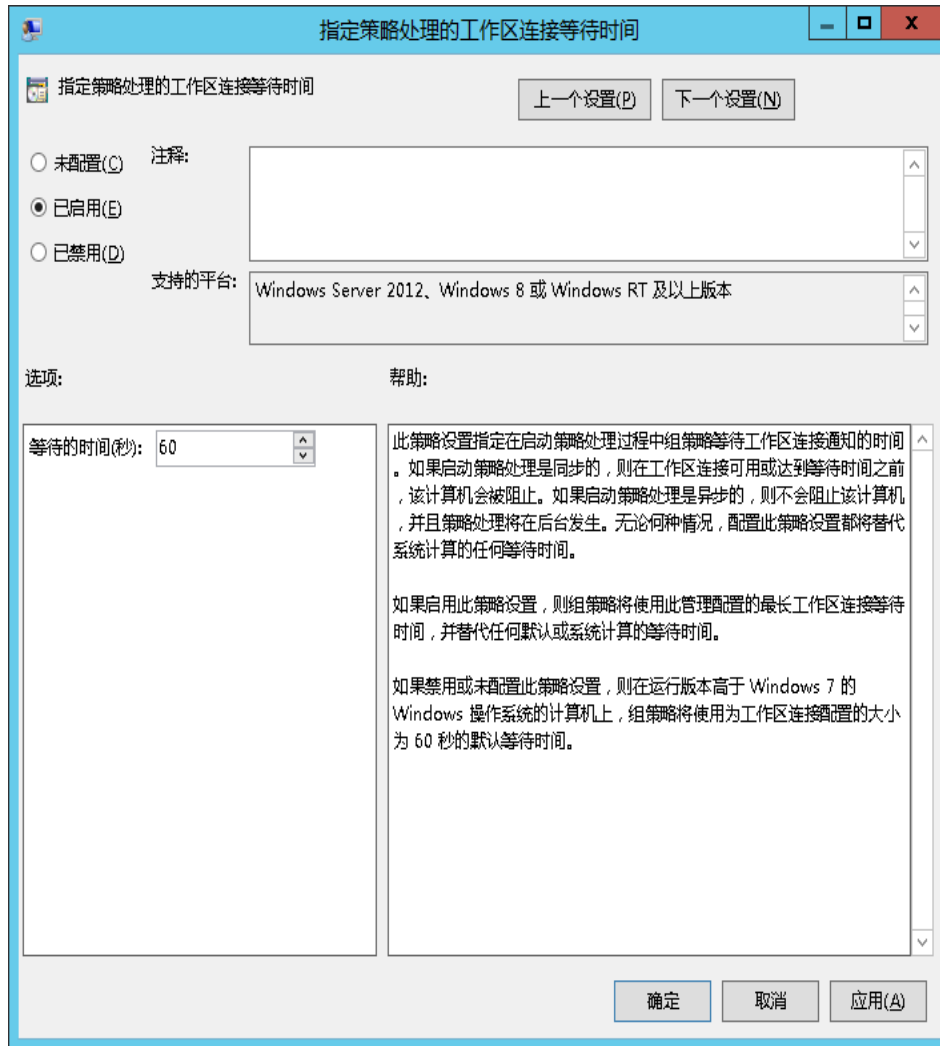 指定策略处理的工作区连接等待时间
指定策略处理的工作区连接等待时间
上一个设置(P)
下一个设置(N)
未配置(C)
已启用(E)
已禁用(D)
注释:
支持的平台:
Windows Server 2012、Windows 8 或 Windows RT 及以上版本
选项:
帮助:
等待的时间(秒): 60
此策略设置指定在启动策略处理过程中组策略等待工作区连接通知的时间
。如果启动策略处理是同步的，则在工作区连接可用或达到等待时间之前
，该计算机会被阻止。如果启动策略处理是异步的，则不会阻止该计算机
，并且策略处理将在后台发生。无论何种情况，配置此策略设置都将替代
系统计算的任何等待时间。
如果启用此策略设置，则组策略将使用此管理配置的最长工作区连接等待
时间，并替代任何默认或系统计算的等待时间。
如果禁用或未配置此策略设置，则在运行版本高于 Windows 7 的
Windows 操作系统的计算机上，组策略将使用为工作区连接配置的大小
为 60 秒的默认等待时间。
确定
取消
应用(A)